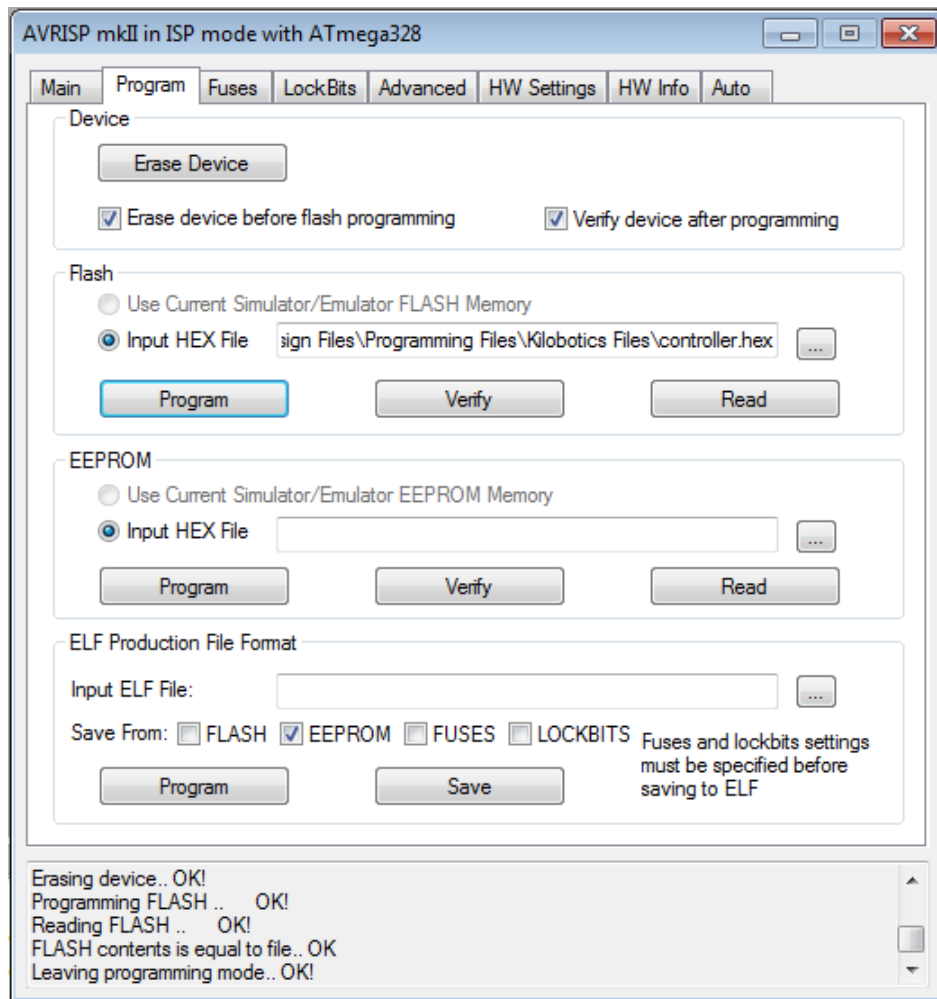 AVRISP mkII in ISP mode with ATmega328
Main Program Fuses LockBits Advanced HW Settings HW Info Auto
Device
Erase Device
Erase device before flash programming Verify device after programming
Flash
Use Current Simulator/Emulator FLASH Memory
Input HEX File sign Files\Programming Files\Kilobotics Files\controller.hex ...
Program Verify Read
EEPROM
Use Current Simulator/Emulator EEPROM Memory
Input HEX File ...
Program Verify Read
ELF Production File Format
Input ELF File: ...
Save From: FLASH EEPROM FUSES LOCKBITS
Fuses and lockbits settings
must be specified before
saving to ELF
Program Save
Erasing device.. OK!
Programming FLASH .. OK!
Reading FLASH .. OK!
FLASH contents is equal to file.. OK
Leaving programming mode.. OK!